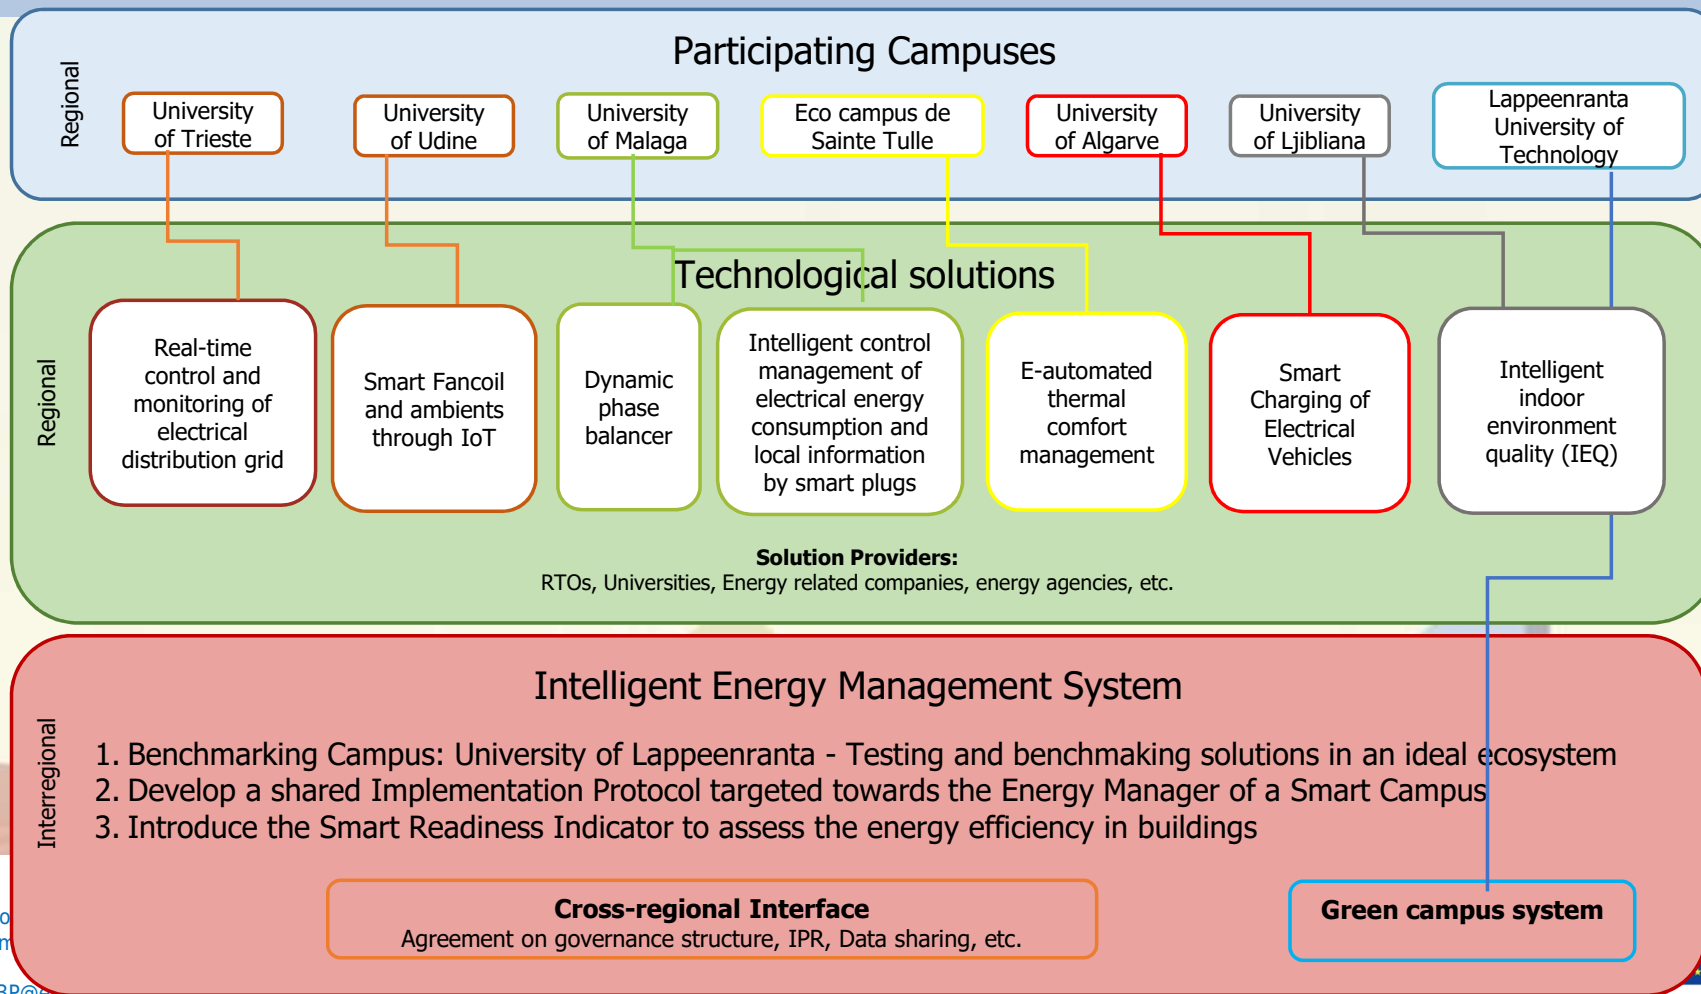 Participating Campuses
Regional
University
of Trieste
University
of Udine
University
of Malaga
Eco campus de
Sainte Tulle
University
of Algarve
University
of Ljibliana
Lappeenranta
University of
Technology
Technological solutions
Regional
Real-time
control and
monitoring of
electrical
distribution grid
Smart Fancoil
and ambients
through IoT
Dynamic
phase
balancer
Intelligent control
management of
electrical energy
consumption and
local information
by smart plugs
E-automated
thermal
comfort
management
Smart
Charging of
Electrical
Vehicles
Intelligent
indoor
environment
quality (IEQ)
Solution Providers:
RTOs, Universities, Energy related companies, energy agencies, etc.
Intelligent Energy Management System
Interregional
1. Benchmarking Campus: University of Lappeenranta - Testing and benchmaking solutions in an ideal ecosystem
2. Develop a shared Implementation Protocol targeted towards the Energy Manager of a Smart Campus
3. Introduce the Smart Readiness Indicator to assess the energy efficiency in buildings
Cross-regional Interface
Agreement on governance structure, IPR, Data sharing, etc.
Green campus system